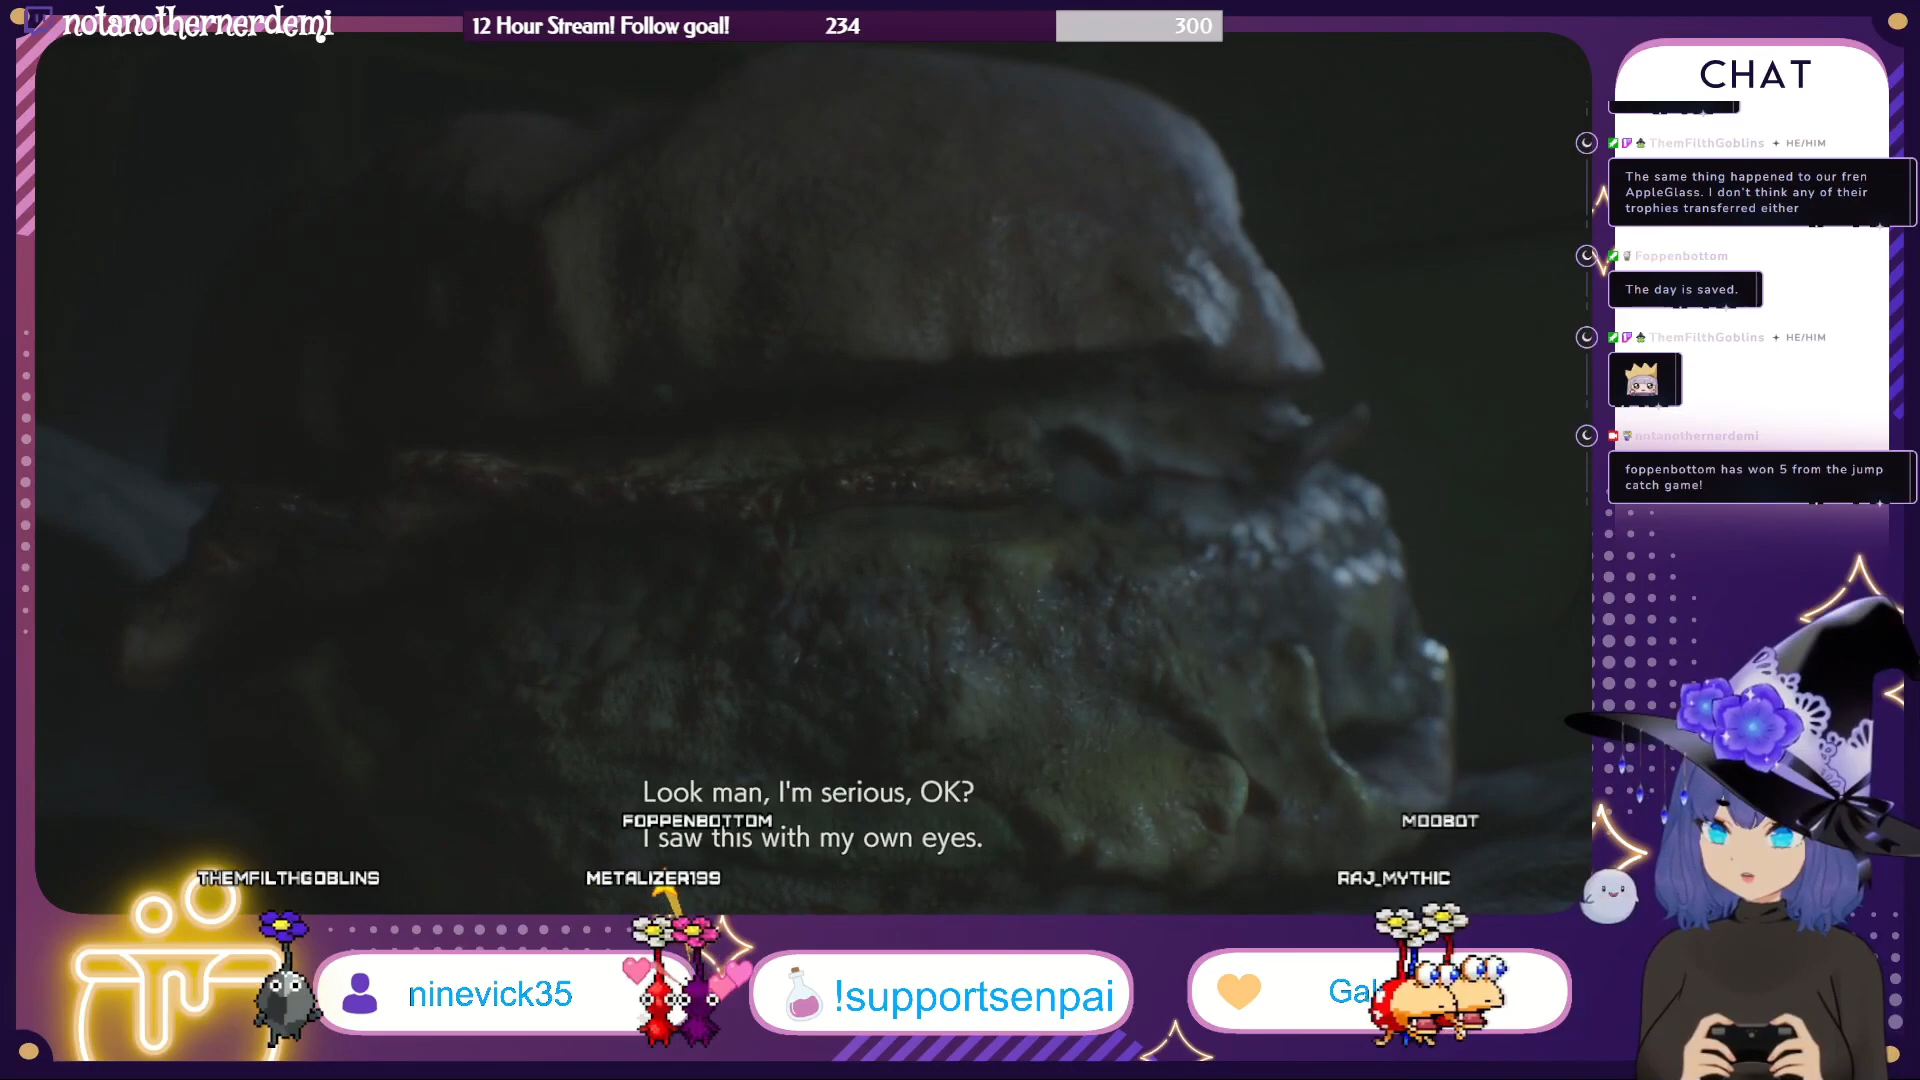 notanothernerdemi
12 Hour Stream! Follow goal! 234 300
CHAT
ThemFilthGoblins + HE/HIM
The same thing happened to our fren
AppleGlass. I don't think any of their
trophies transferred either
Foppenbottom
The day is saved.
ThemFilthGoblins + HE/HIM
notanothernerdemi
foppenbottom has won 5 from the jump
catch game!
Look man, I'm serious, OK?
FOPPENBOTTOM
I saw this with my own eyes.
MOOBOT
THEMFILTHGOBLINS
METALIZER199
RAJ_MYTHIC
ninevick35
!supportsenpai